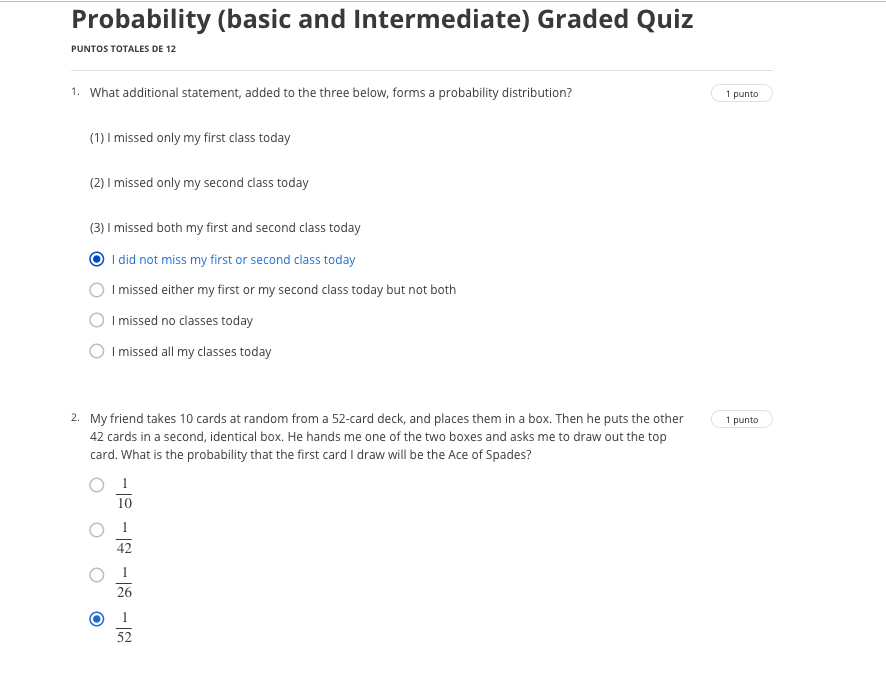 Probability (basic and Intermediate) Graded Quiz
PUNTOS TOTALES DE 12
1. What additional statement, added to the three below, forms a probability distribution?
1 punto
(1) I missed only my first class today
(2) I missed only my second class today
(3) I missed both my first and second class today
I did not miss my first or second class today
I missed either my first or my second class today but not both
I missed no classes today
I missed all my classes today
2. My friend takes 10 cards at random from a 52-card deck, and places them in a box. Then he puts the other
1 punto
42 cards in a second, identical box. He hands me one of the two boxes and asks me to draw out the top
card. What is the probability that the first card I draw will be the Ace of Spades?
1
10
1
42
1
26
1
52